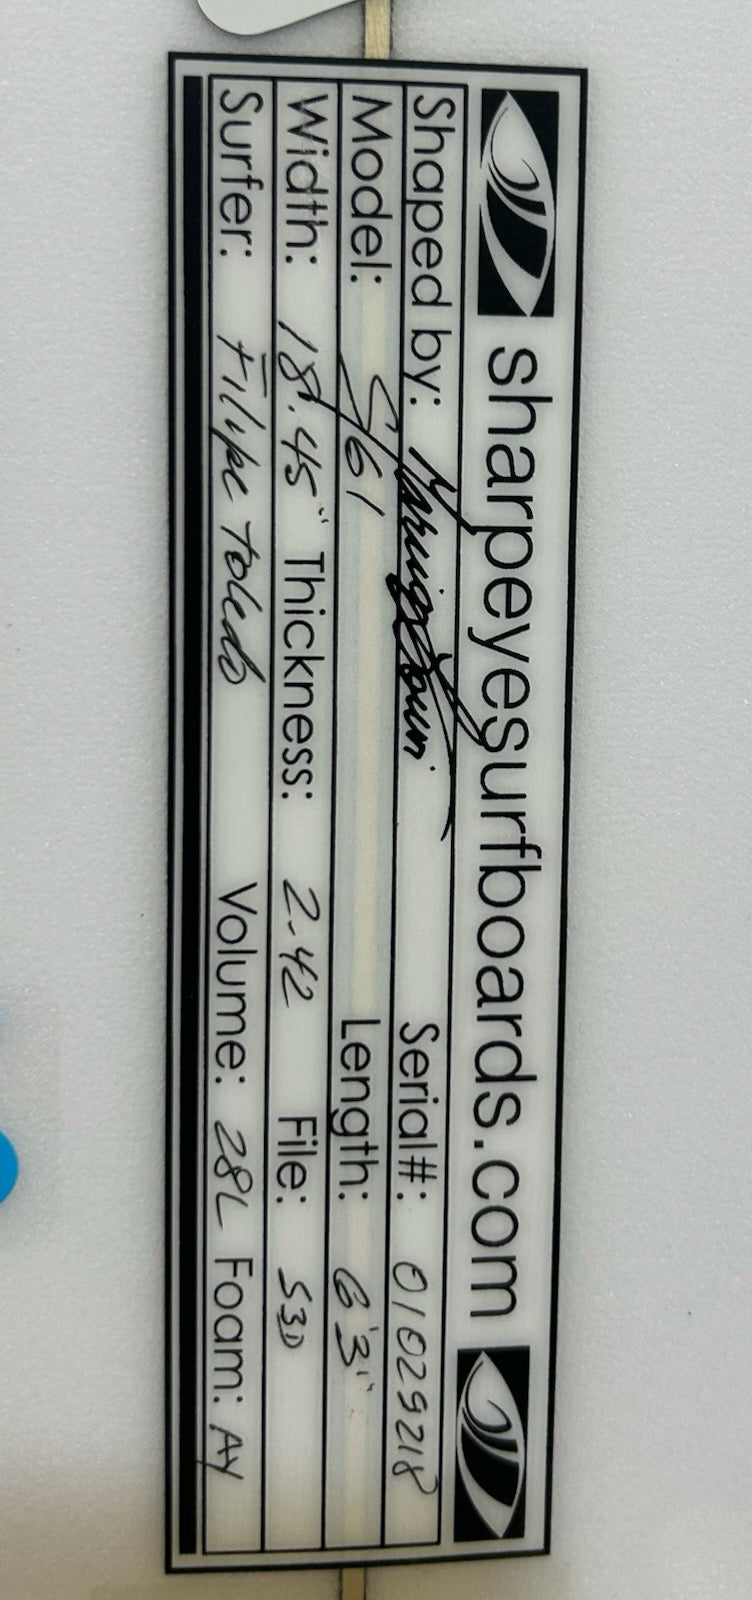 sharpeyesurfboards.com
Shaped by: Serial#: 01029218
Model: S61 Length: 6'3"
Width: 18.45" Thickness: 2.42 File: S3D
Surfer: Filipe Toledo Volume: 28L Foam: AY